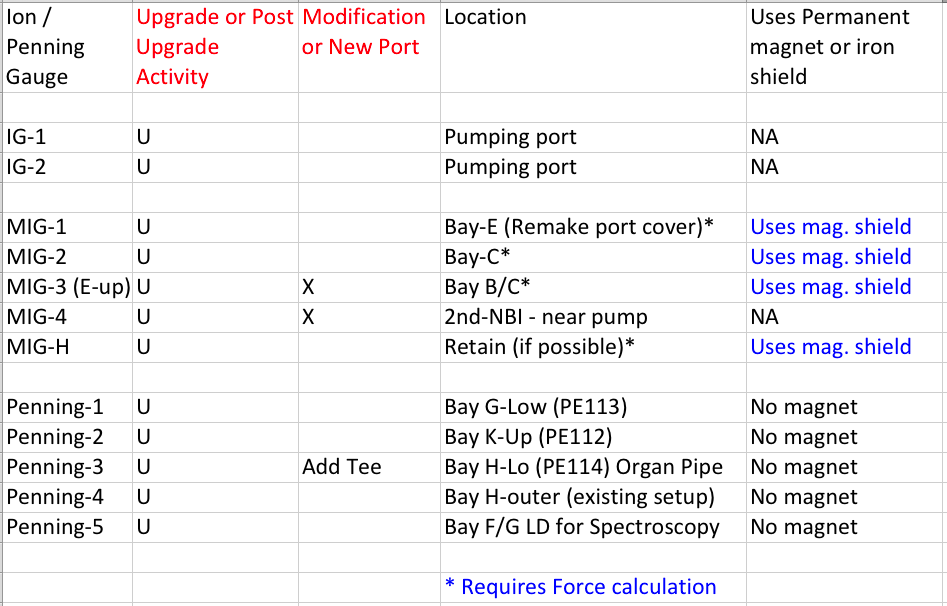 Ion / Penning Gauge Upgrade or Post Upgrade Activity Modification or New Port Location Uses Permanent magnet or iron shield
IG-1 U Pumping port NA
IG-2 U Pumping port NA
MIG-1 U Bay-E (Remake port cover)* Uses mag. shield
MIG-2 U Bay-C* Uses mag. shield
MIG-3 (E-up) U X Bay B/C* Uses mag. shield
MIG-4 U X 2nd-NBI - near pump NA
MIG-H U Retain (if possible)* Uses mag. shield
Penning-1 U Bay G-Low (PE113) No magnet
Penning-2 U Bay K-Up (PE112) No magnet
Penning-3 U Add Tee Bay H-Lo (PE114) Organ Pipe No magnet
Penning-4 U Bay H-outer (existing setup) No magnet
Penning-5 U Bay F/G LD for Spectroscopy No magnet
* Requires Force calculation